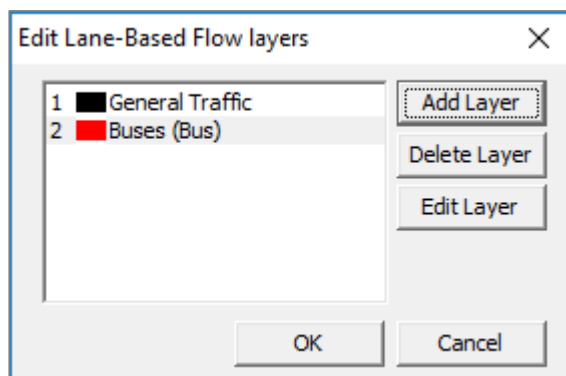 Edit Lane-Based Flow layers
1 General Traffic
2 Buses (Bus)
Add Layer
Delete Layer
Edit Layer
OK
Cancel